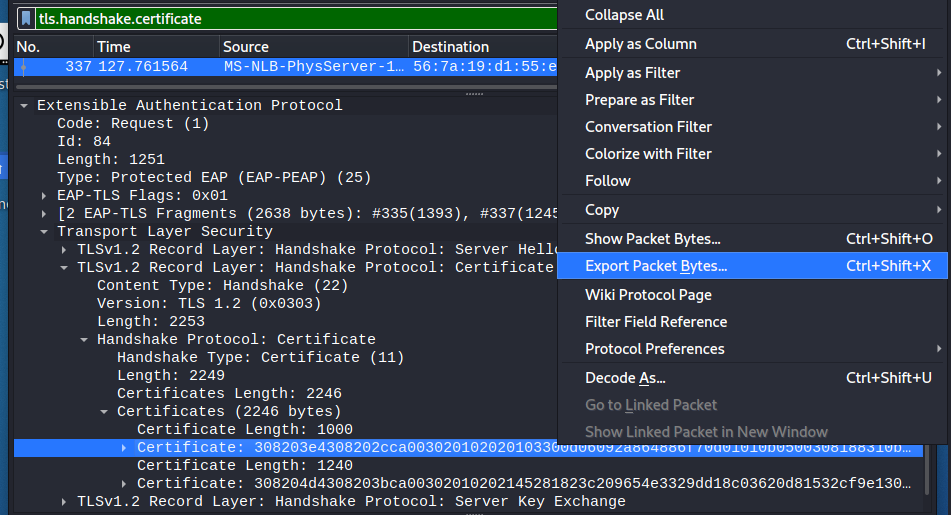 tls.handshake.certificate
No. Time Source Destination
337 127.761564 MS-NLB-PhysServer-1… 56:7a:19:d1:55:e
Extensible Authentication Protocol
Code: Request (1)
Id: 84
Length: 1251
Type: Protected EAP (EAP-PEAP) (25)
EAP-TLS Flags: 0x01
[2 EAP-TLS Fragments (2638 bytes): #335(1393), #337(1245
Transport Layer Security
TLSv1.2 Record Layer: Handshake Protocol: Server Hello
TLSv1.2 Record Layer: Handshake Protocol: Certificate
Content Type: Handshake (22)
Version: TLS 1.2 (0x0303)
Length: 2253
Handshake Protocol: Certificate
Handshake Type: Certificate (11)
Length: 2249
Certificates Length: 2246
Certificates (2246 bytes)
Certificate Length: 1000
Certificate: 308203e4308202cca00302010202010330​0d06092a864886f70d01010b0500308188310b…
Certificate Length: 1240
Certificate: 308204d4308203bca00302010202145281823c209654e3329dd18c03620d81532cf9e130…
TLSv1.2 Record Layer: Handshake Protocol: Server Key Exchange
Collapse All
Apply as Column Ctrl+Shift+I
Apply as Filter
Prepare as Filter
Conversation Filter
Colorize with Filter
Follow
Copy
Show Packet Bytes... Ctrl+Shift+O
Export Packet Bytes... Ctrl+Shift+X
Wiki Protocol Page
Filter Field Reference
Protocol Preferences
Decode As... Ctrl+Shift+U
Go to Linked Packet
Show Linked Packet in New Window